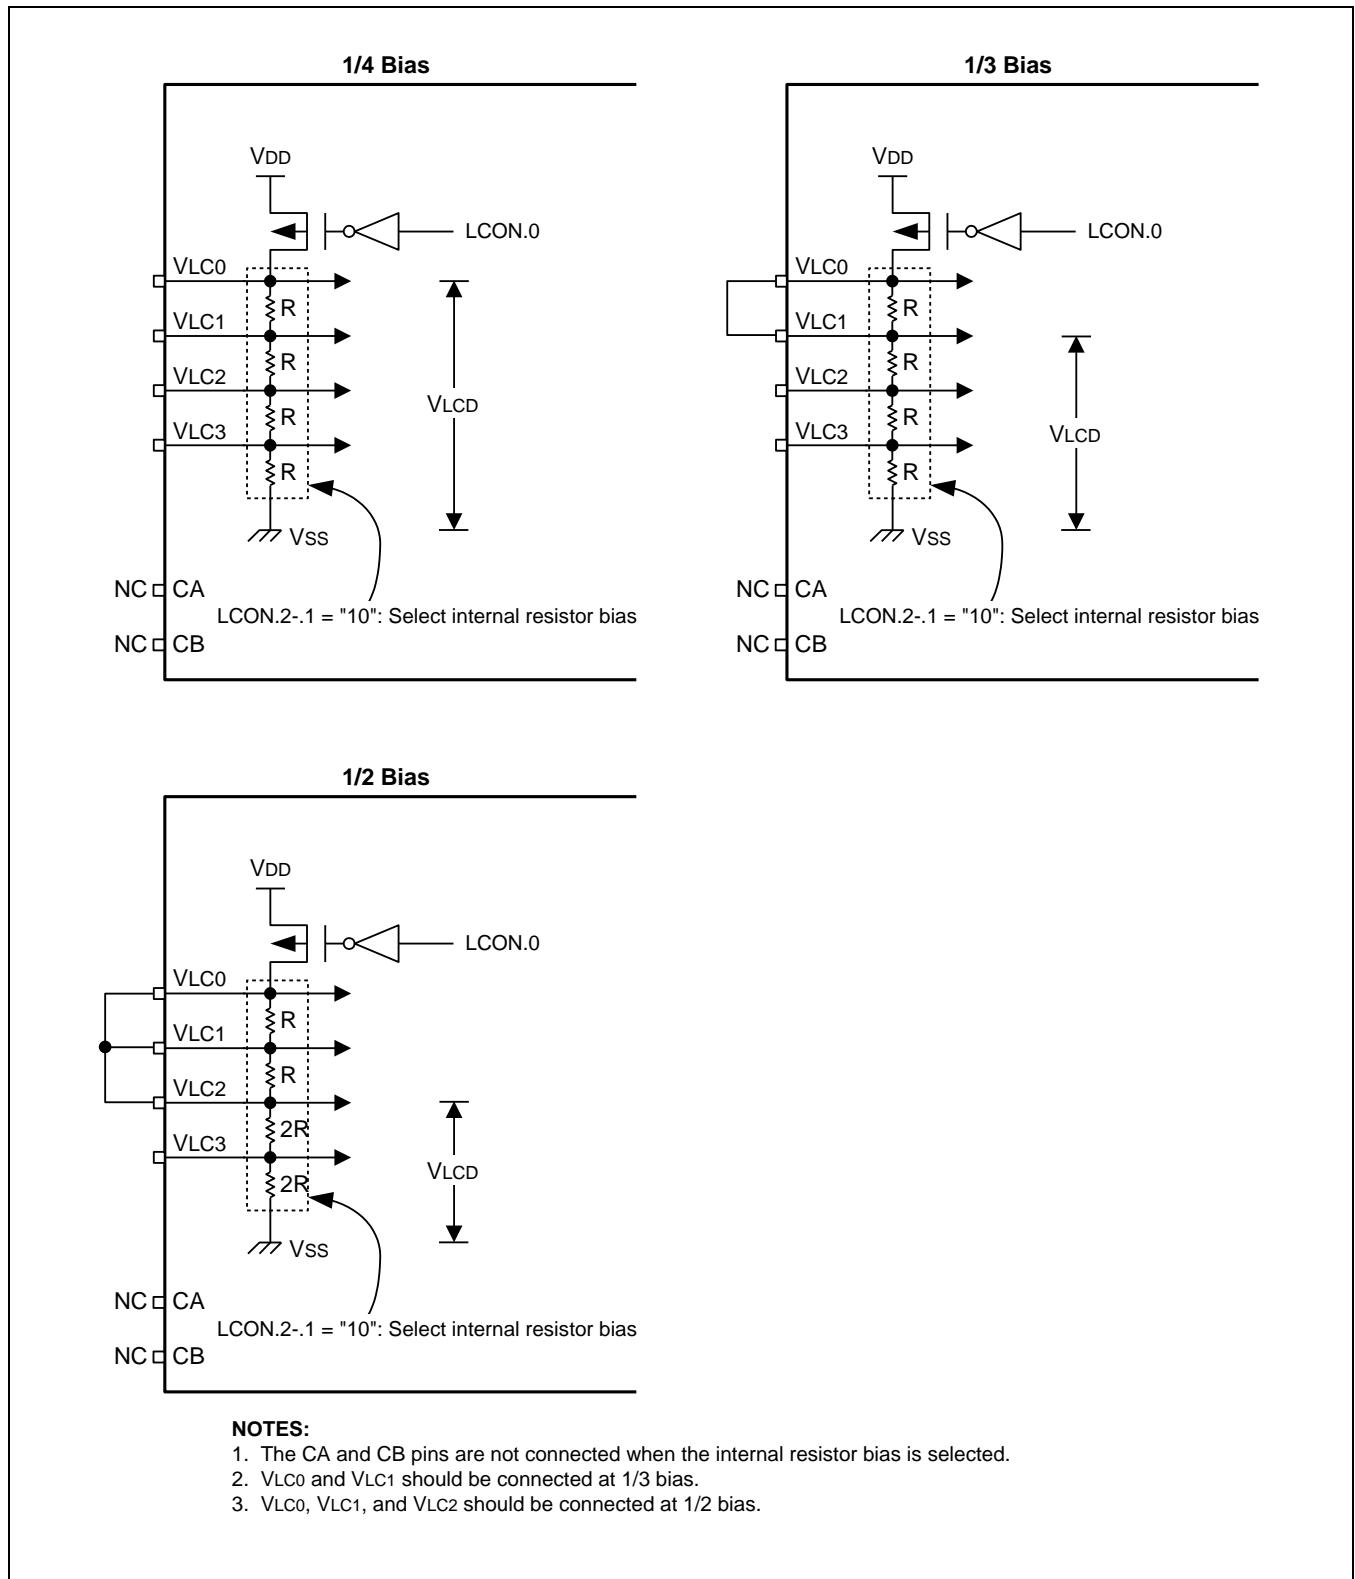 1/4 Bias
VDD
LCON.0
VLC0
R
VLC1
R
VLC2
VLCD
R
VLC3
R
VSS
NC CA
LCON.2-.1 = "10": Select internal resistor bias
NC CB
1/3 Bias
VDD
LCON.0
VLC0
R
VLC1
R
VLC2
R
VLC3
VLCD
R
VSS
NC CA
LCON.2-.1 = "10": Select internal resistor bias
NC CB
1/2 Bias
VDD
LCON.0
VLC0
R
VLC1
R
VLC2
2R
VLC3
VLCD
2R
VSS
NC CA
LCON.2-.1 = "10": Select internal resistor bias
NC CB
NOTES:
1. The CA and CB pins are not connected when the internal resistor bias is selected.
2. VLC0 and VLC1 should be connected at 1/3 bias.
3. VLC0, VLC1, and VLC2 should be connected at 1/2 bias.